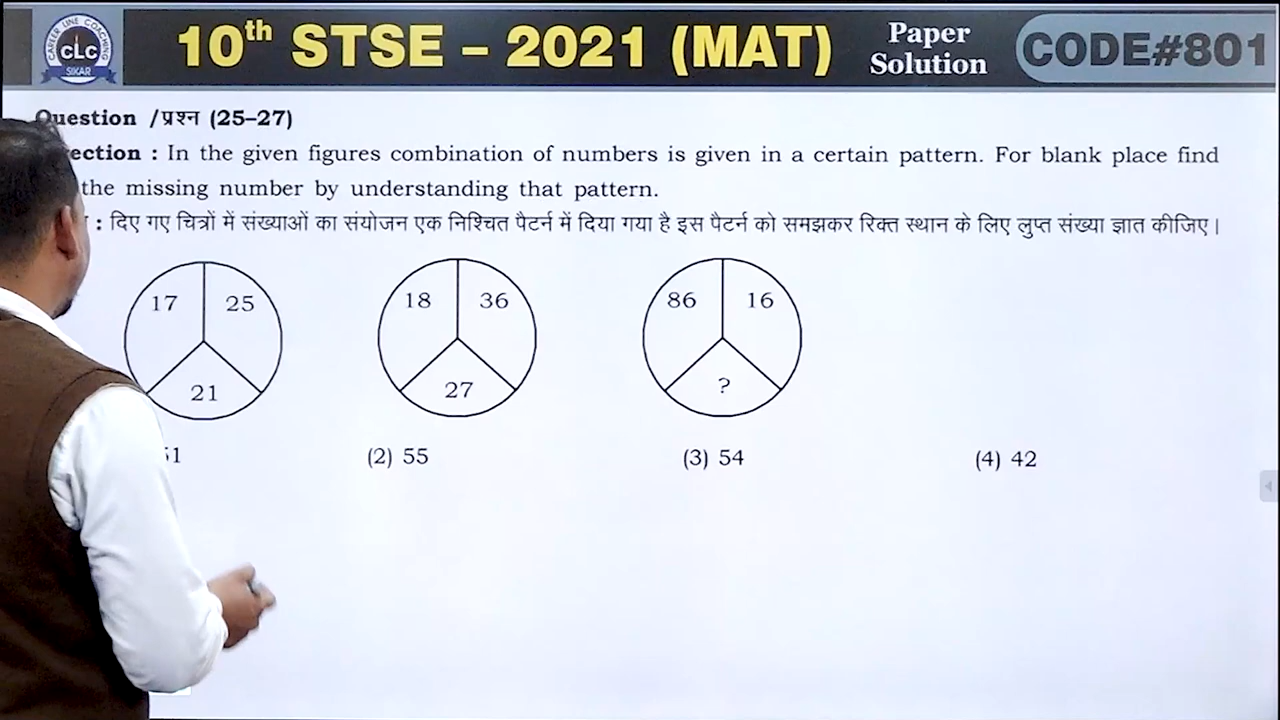 CAREER LINE COACHING
CLC
SIKAR
10th STSE – 2021 (MAT)
Paper
Solution
CODE#801
Question /प्रश्न (25–27)
: In the given figures combination of numbers is given in a certain pattern. For blank place find
the missing number by understanding that pattern.
: दिए गए चित्रों में संख्याओं का संयोजन एक निश्चित पैटर्न में दिया गया है इस पैटर्न को समझकर रिक्त स्थान के लिए लुप्त संख्या ज्ञात कीजिए।
17 25 18 36 86 16
21 27 ?
(2) 55 (3) 54 (4) 42